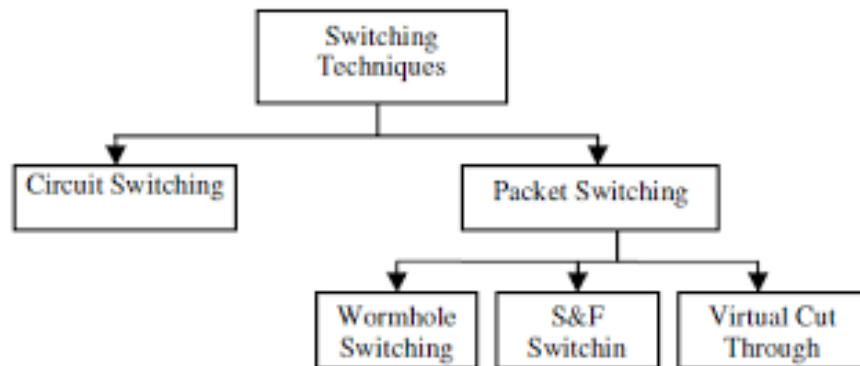 Switching
Techniques
Circuit Switching
Packet Switching
Wormhole
Switching
S&F
Switchin
Virtual Cut
Through